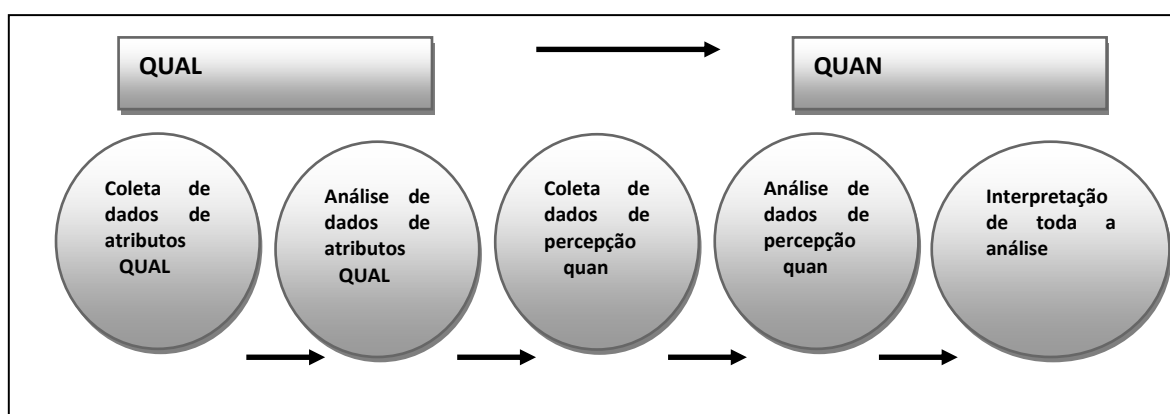 QUAL
QUAN
Coleta de
dados de
atributos
QUAL
Análise de
dados de
atributos
QUAL
Coleta de
dados de
percepção
quan
Análise de
dados de
percepção
quan
Interpretação
de toda a
análise